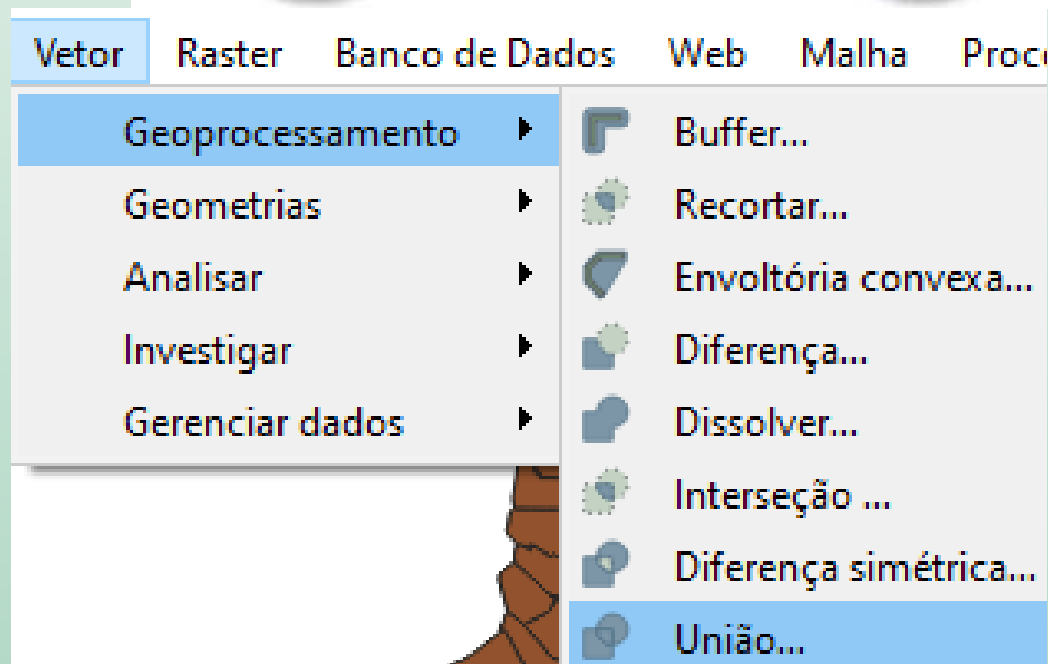 Vetor Raster Banco de Dados Web Malha
Geoprocessamento
Geometrias
Analisar
Investigar
Gerenciar dados
Buffer...
Recortar...
Envoltória convexa...
Diferença...
Dissolver...
Interseção ...
Diferença simétrica...
União...